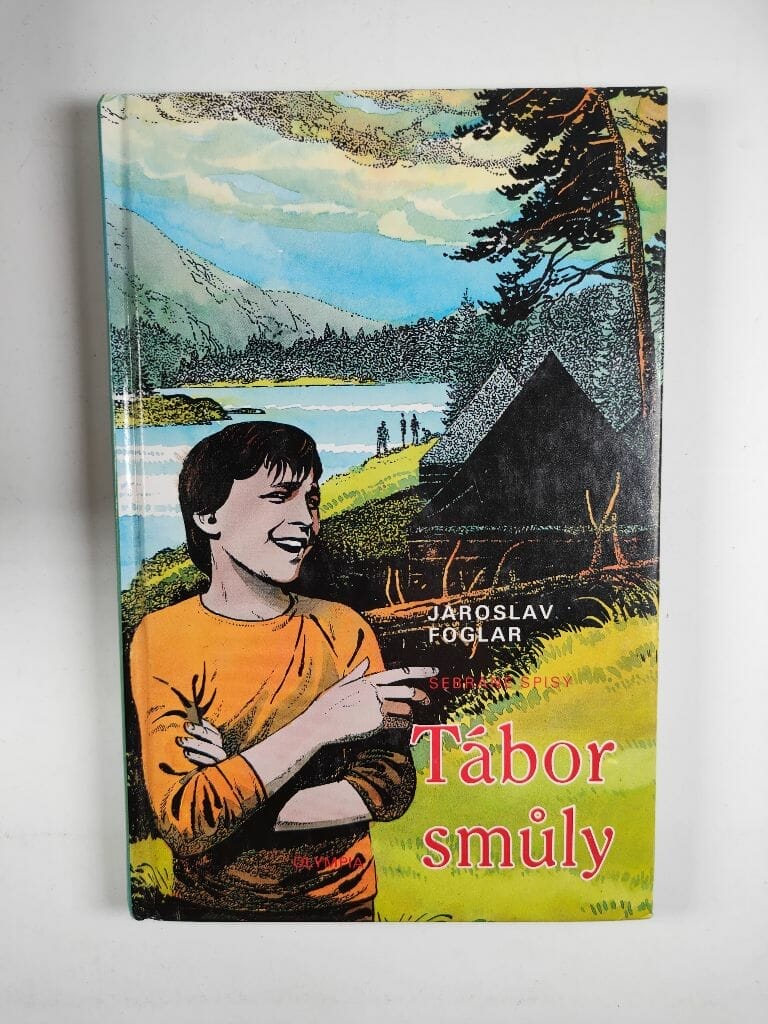 JAROSLAV
FOGLAR
SEBRANÉ SPISY
Tábor
smůly
OLYMPIA